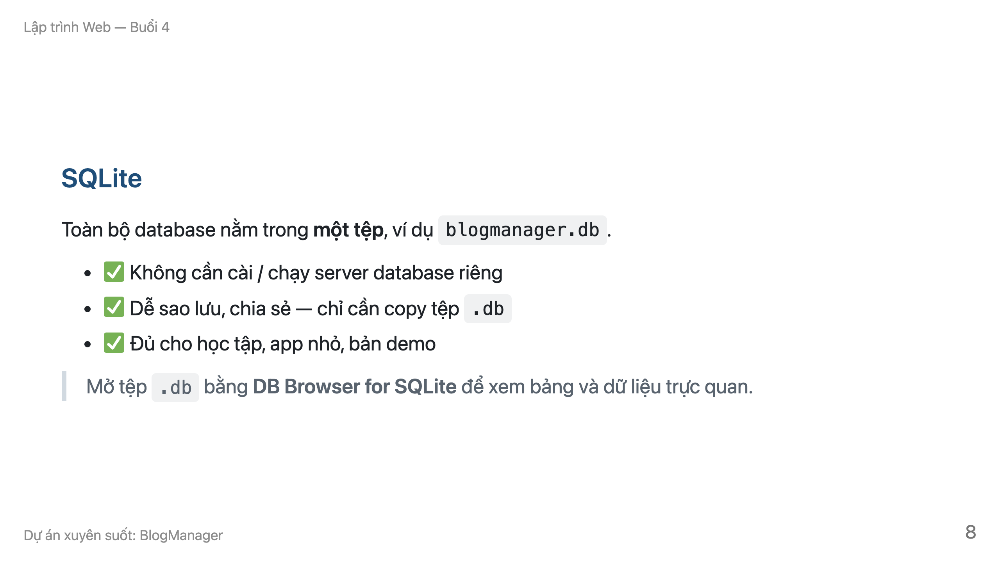 Lập trình Web — Buổi 4
SQLite
Toàn bộ database nằm trong một tệp, ví dụ blogmanager.db.
• ✅ Không cần cài / chạy server database riêng
• ✅ Dễ sao lưu, chia sẻ — chỉ cần copy tệp .db
• ✅ Đủ cho học tập, app nhỏ, bản demo
Mở tệp .db bằng DB Browser for SQLite để xem bảng và dữ liệu trực quan.
Dự án xuyên suốt: BlogManager
8